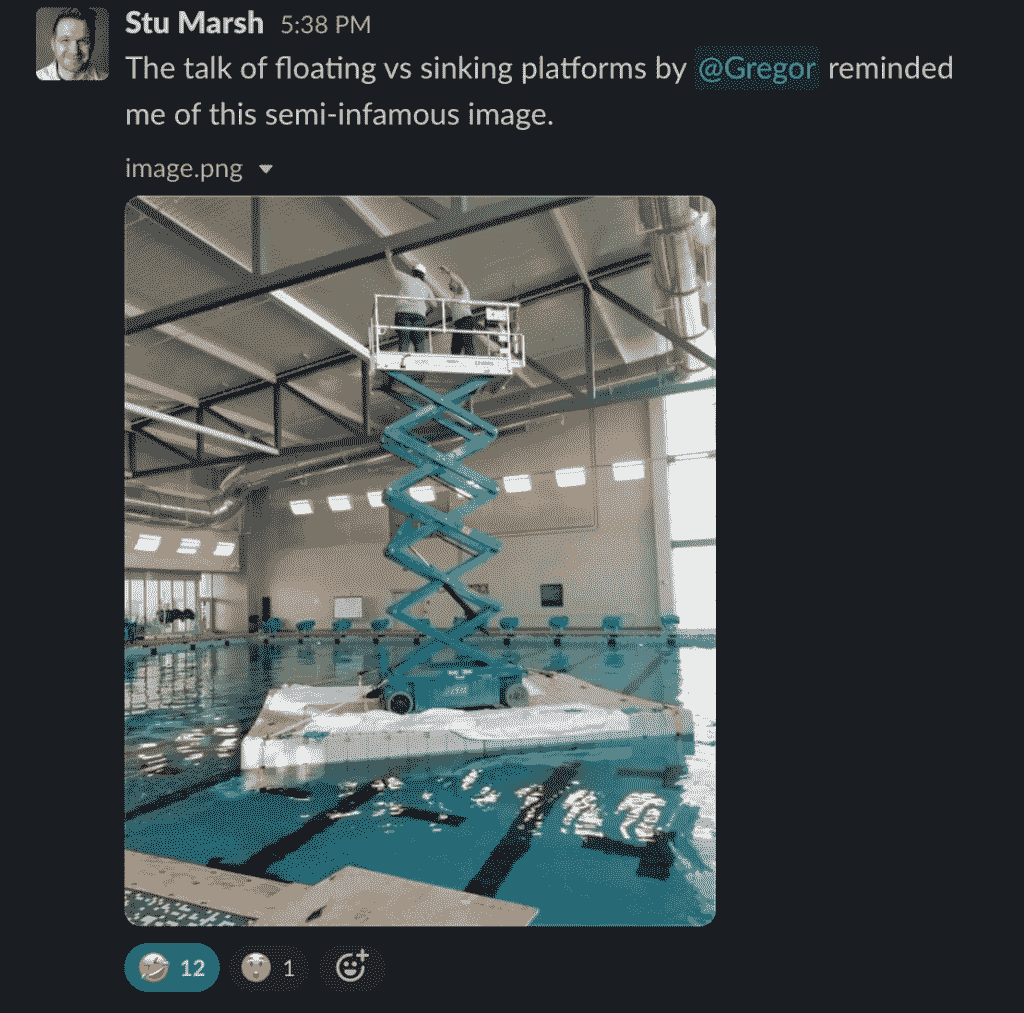 Stu Marsh 5:38 PM
The talk of floating vs sinking platforms by @Gregor reminded
me of this semi-infamous image.
image.png
12 1